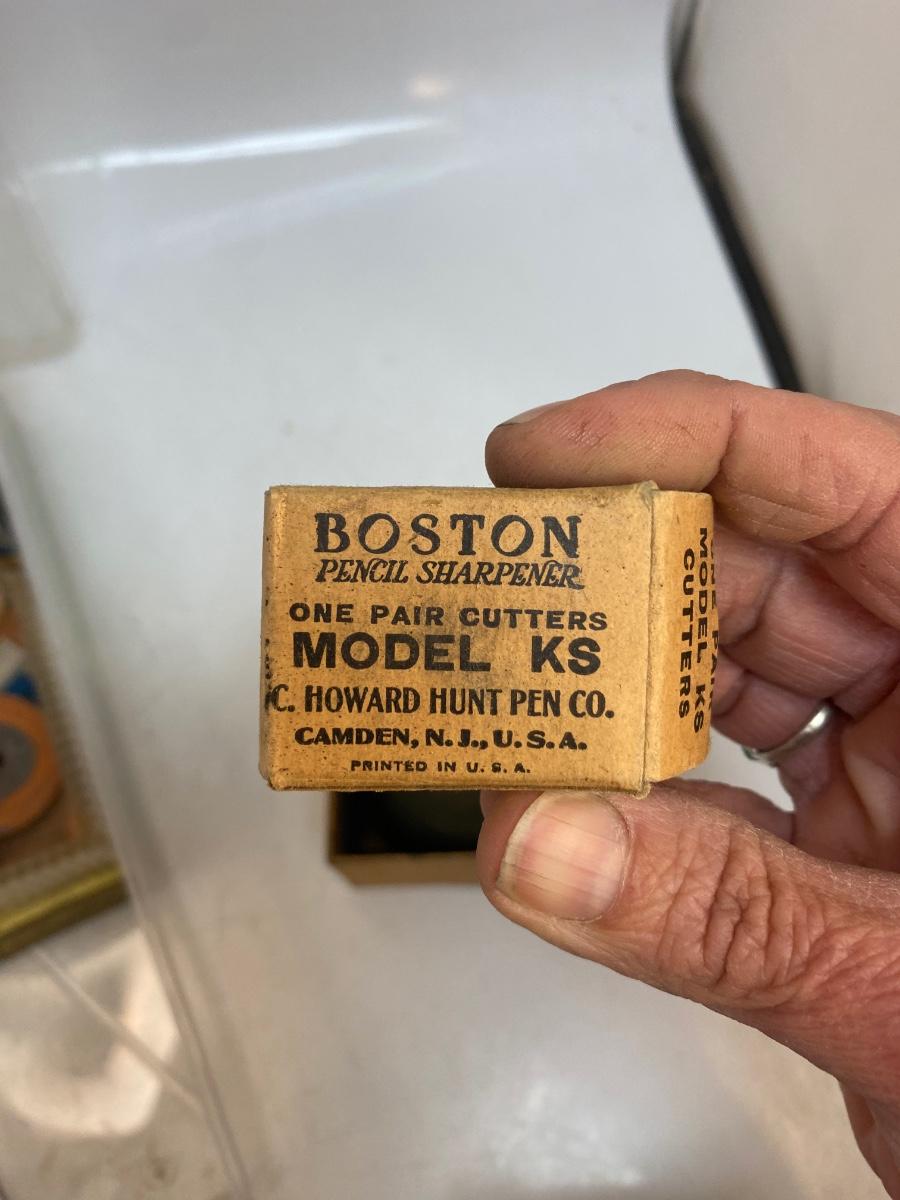 BOSTON
PENCIL SHARPENER
ONE PAIR CUTTERS
MODEL KS
C. HOWARD HUNT PEN CO.
CAMDEN, N.J., U.S.A.
PRINTED IN U.S.A.
MODEL KS
CUTTERS